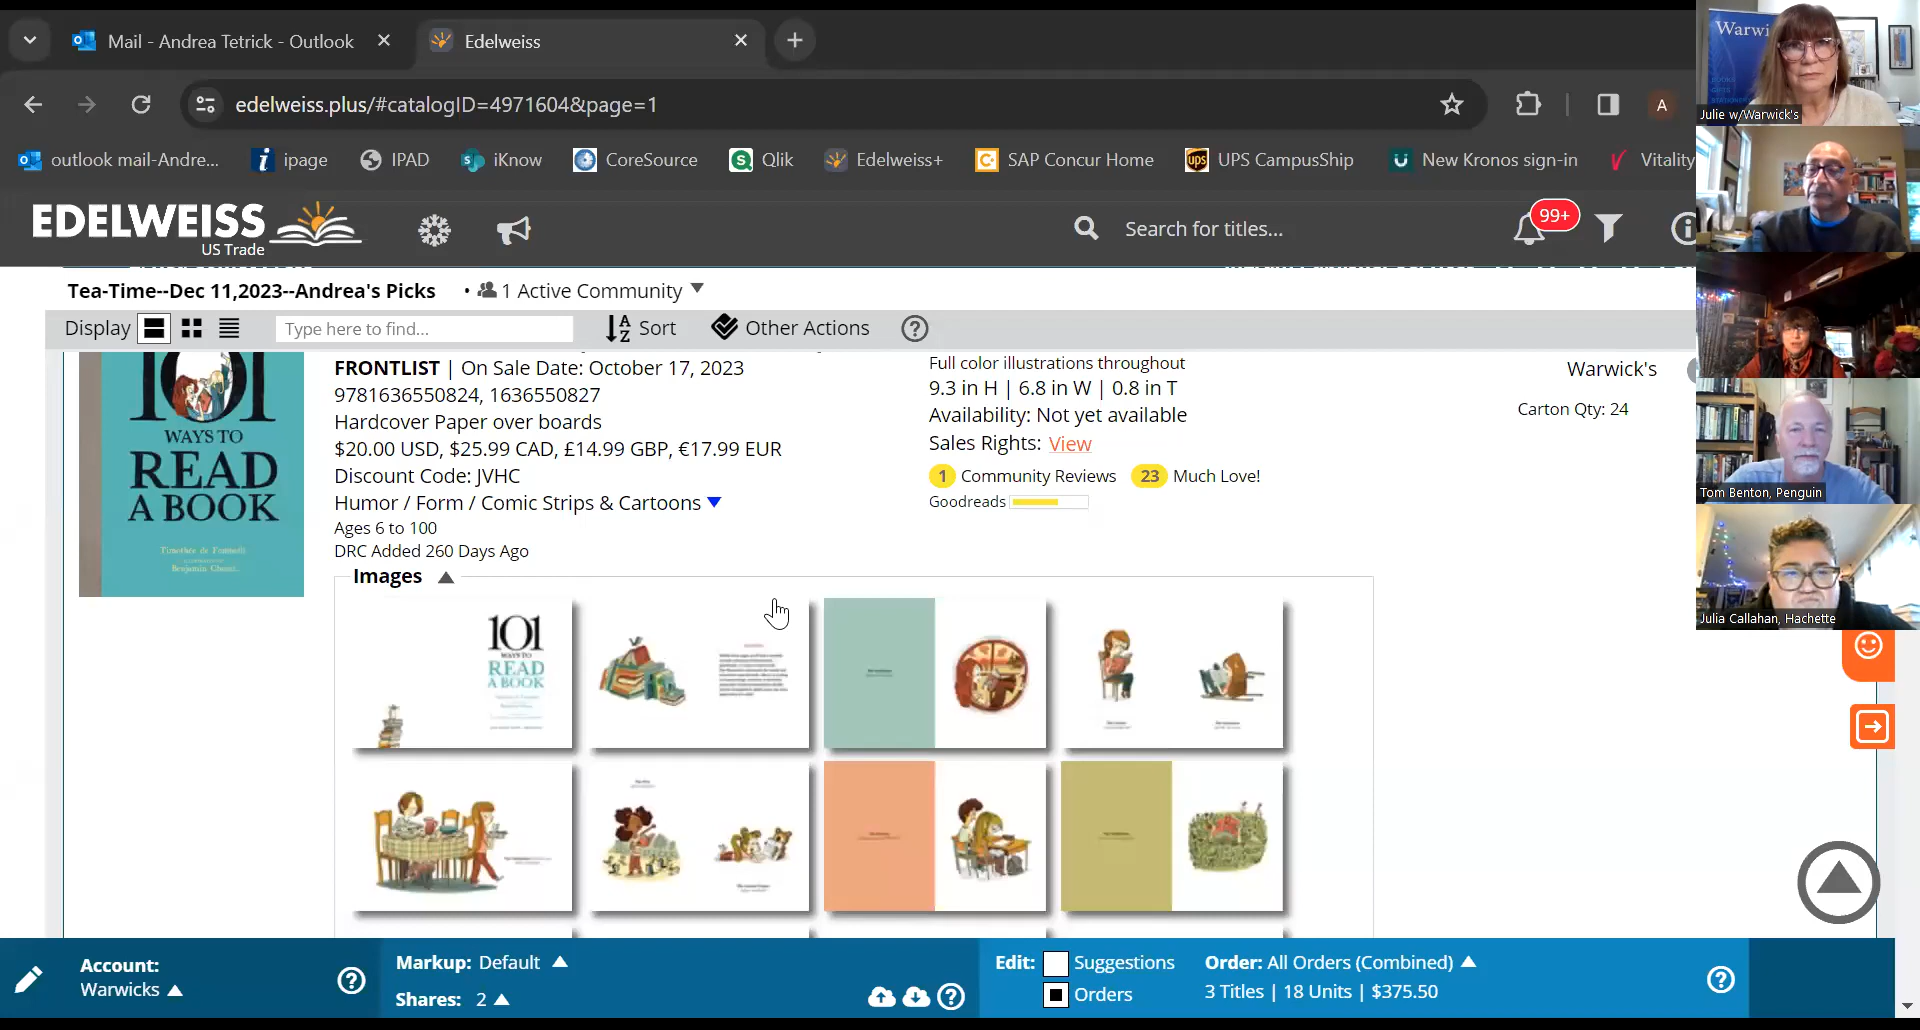 Mail - Andrea Tetrick - Outlook
Edelweiss
edelweiss.plus/#catalogID=4971604&page=1
A
outlook mail-Andre...
ipage
IPAD
iKnow
CoreSource
Qlik
Edelweiss+
SAP Concur Home
UPS CampusShip
New Kronos sign-in
Vitality
EDELWEISS
US Trade
Search for titles...
99+
Tea-Time--Dec 11,2023--Andrea's Picks • 1 Active Community
Display
Type here to find...
Sort
Other Actions
101
WAYS TO
READ
A BOOK
Timothée de Fombelle
Benjamin Chaud
FRONTLIST | On Sale Date: October 17, 2023
9781636550824, 1636550827
Hardcover Paper over boards
$20.00 USD, $25.99 CAD, £14.99 GBP, €17.99 EUR
Discount Code: JVHC
Humor / Form / Comic Strips & Cartoons
Ages 6 to 100
DRC Added 260 Days Ago
Full color illustrations throughout
9.3 in H | 6.8 in W | 0.8 in T
Availability: Not yet available
Sales Rights: View
1 Community Reviews 23 Much Love!
Goodreads
Warwick's
Carton Qty: 24
Images
101
WAYS TO
READ
A BOOK
Account:
Warwicks
Markup: Default
Shares: 2
Edit: Suggestions
Orders
Order: All Orders (Combined)
3 Titles | 18 Units | $375.50
Warwi
Julie w/Warwick's
Tom Benton, Penguin
Julia Callahan, Hachette